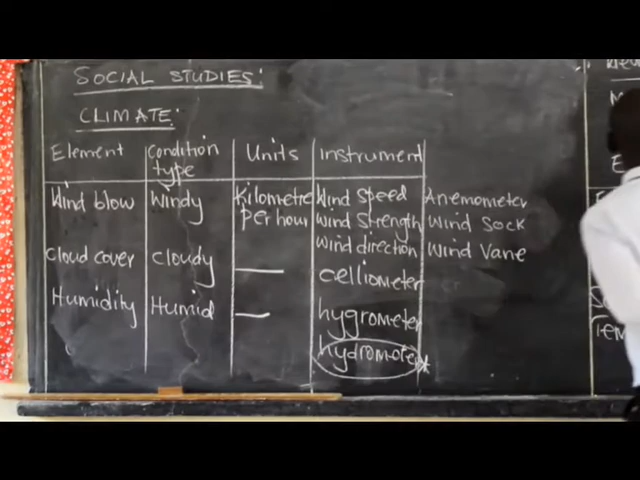 SOCIAL STUDIES:
CLIMATE:
Element Condition type Units Instrument
Wind blow Windy Kilometre per hour Wind Speed Anemometer
Wind Strength Wind Sock
Wind direction Wind Vane
Cloud cover cloudy — celliometer
Humidity Humid — hygrometer
hydrometer *